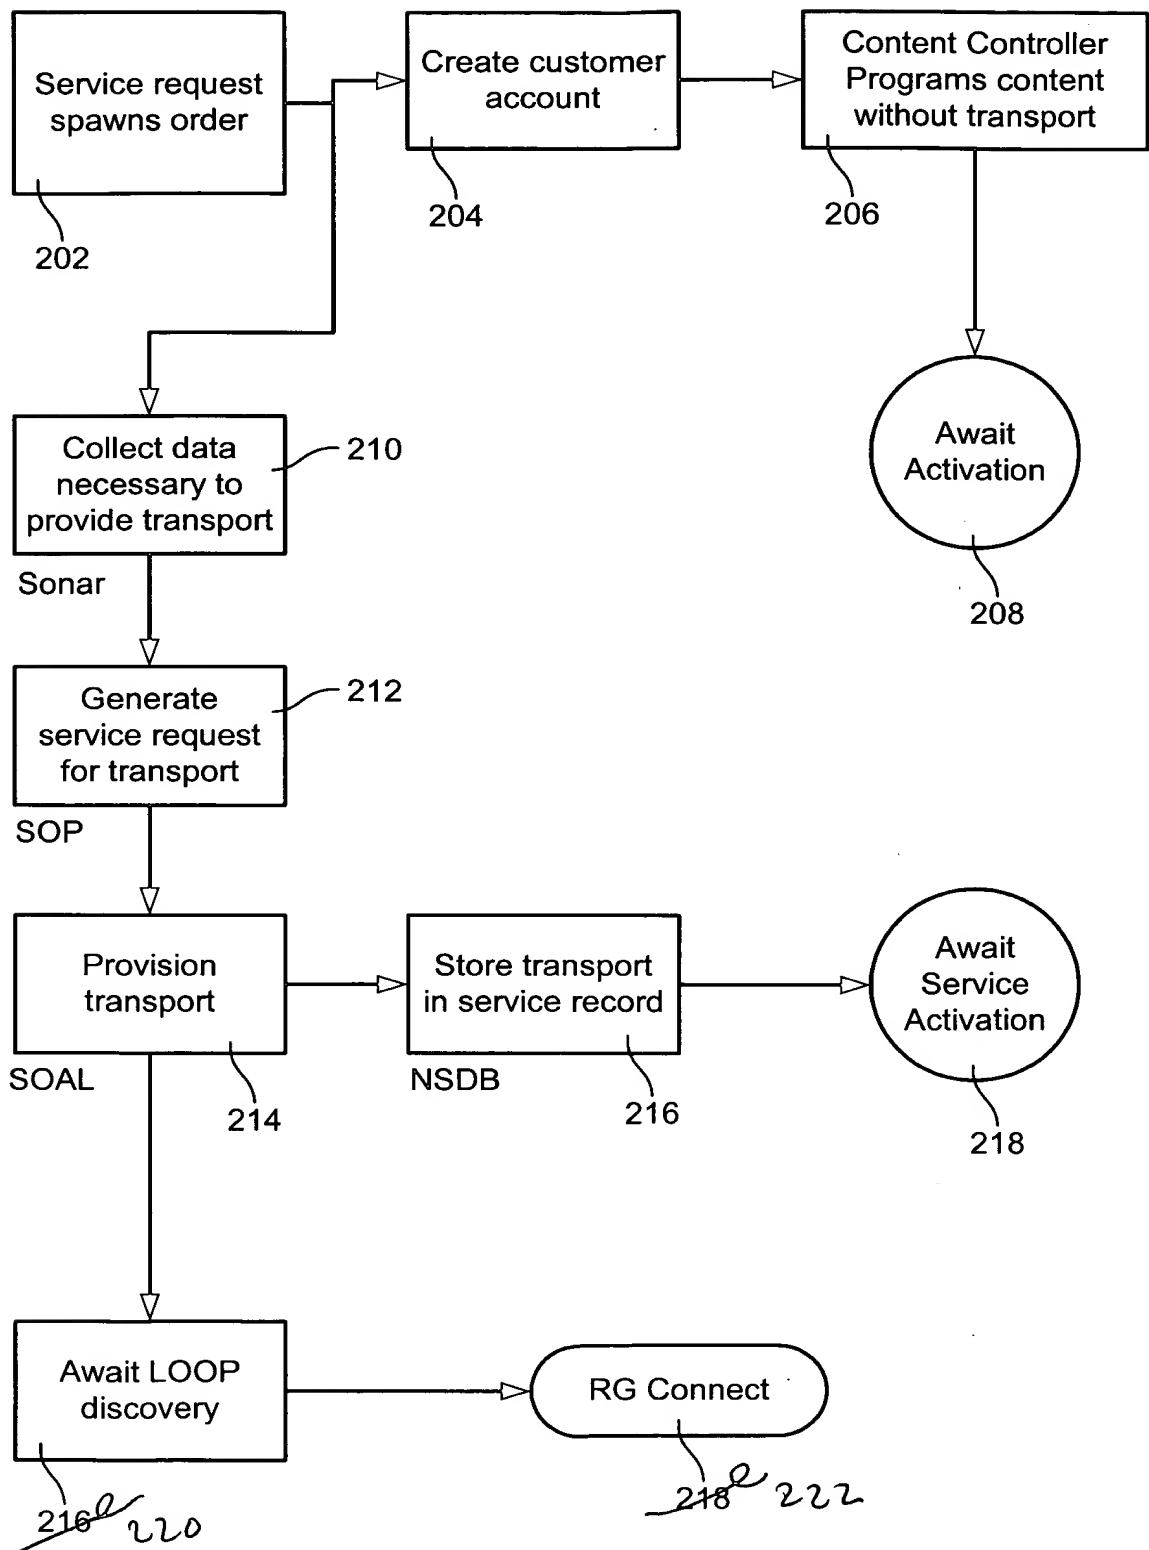 Service request
spawns order
202
Create customer
account
204
Content Controller
Programs content
without transport
206
Await
Activation
208
Collect data
necessary to
provide transport
210
Sonar
Generate
service request
for transport
212
SOP
Provision
transport
214
SOAL
Store transport
in service record
216
NSDB
Await
Service
Activation
218
Await LOOP
discovery
216 220
RG Connect
218 222